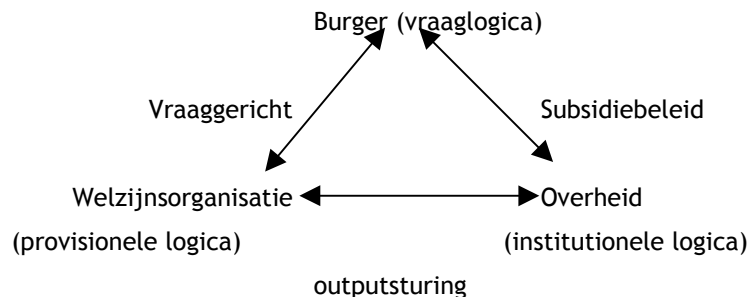 Burger (vraaglogica)
Vraaggericht Subsidiebeleid
Welzijnsorganisatie Overheid
(provisionele logica) (institutionele logica)
outputsturing